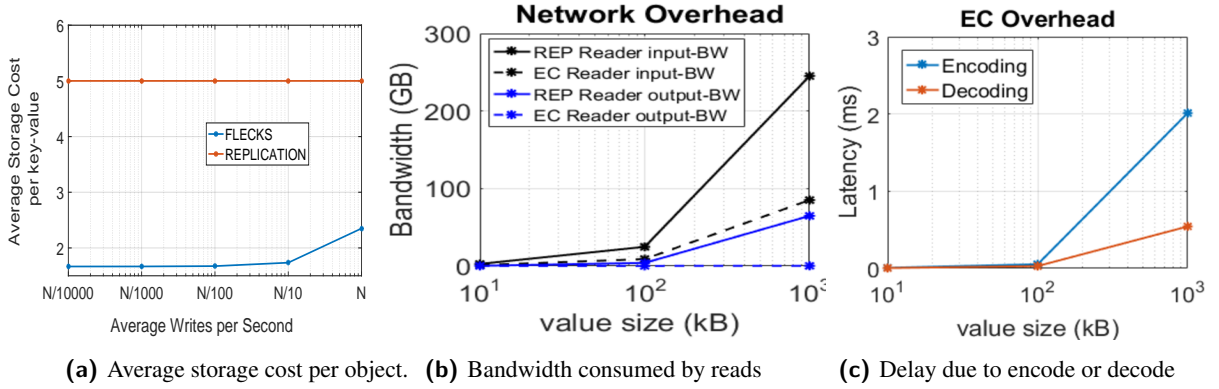 6
5
4
3
2
Average Storage Cost
per key-value
FLECKS
REPLICATION
N/10000 N/1000 N/100 N/10 N
Average Writes per Second
(a) Average storage cost per object.
Network Overhead
300
200
100
0
Bandwidth (GB)
REP Reader input-BW
EC Reader input-BW
REP Reader output-BW
EC Reader output-BW
10¹ 10² 10³
value size (kB)
(b) Bandwidth consumed by reads
EC Overhead
3
2
1
0
Latency (ms)
Encoding
Decoding
10¹ 10² 10³
value size (kB)
(c) Delay due to encode or decode